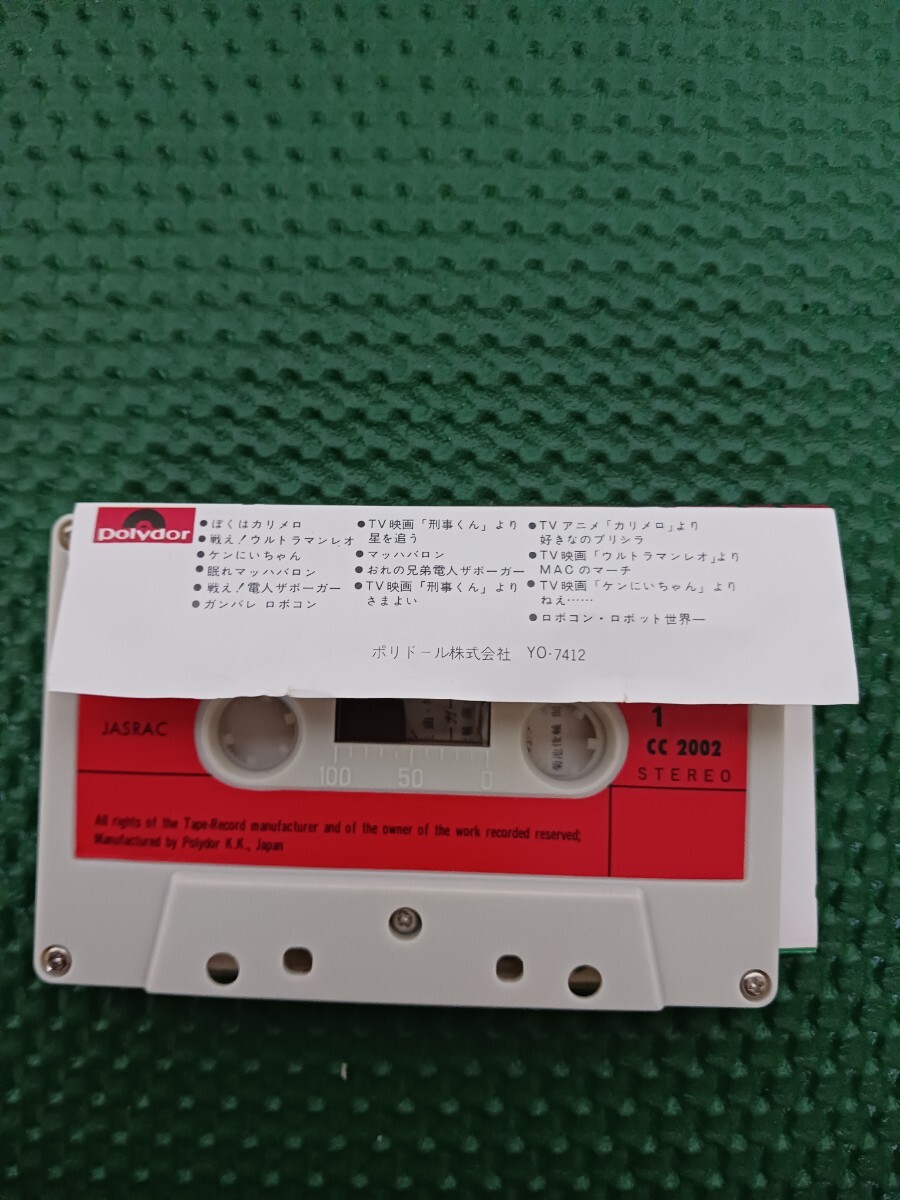 Polydor
●ぼくはカリメロ
●戦え!ウルトラマンレオ
●ケンにいちゃん
●眠れマッハバロン
●戦え!電人ザボーガー
●ガンバレ ロボコン
●TV映画「刑事くん」より
星を追う
●マッハバロン
●おれの兄弟電人ザボーガー
●TV映画「刑事くん」より
さまよい
●TVアニメ「カリメロ」より
好きなのプリシラ
●TV映画「ウルトラマンレオ」より
MACのマーチ
●TV映画「ケンにいちゃん」より
ねえ……
●ロボコン・ロボット世界一
ポリドール株式会社 YO-7412
JASRAC
100 50 0
菊池俊輔
1
CC 2002
STEREO
All rights of the Tape-Record manufacturer and of the owner of the work recorded reserved;
Manufactured by Polydor K.K., Japan